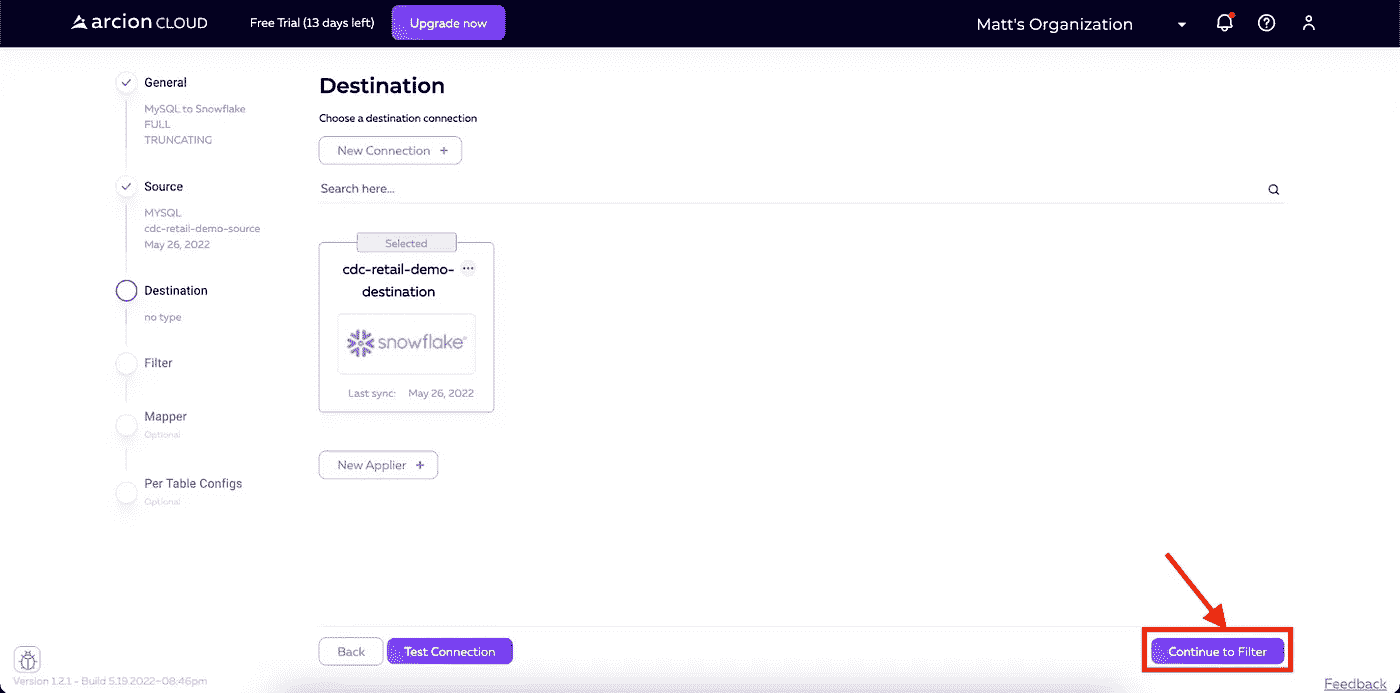 arcion CLOUD
Free Trial (13 days left)
Upgrade now
Matt's Organization
General
MySQL to Snowflake
FULL
TRUNCATING
Source
MYSQL
cdc-retail-demo-source
May 26, 2022
Destination
no type
Filter
Mapper
Optional
Per Table Configs
Optional
Destination
Choose a destination connection
New Connection +
Search here...
Selected
cdc-retail-demo-
destination
snowflake®
Last sync: May 26, 2022
New Applier +
Back
Test Connection
Continue to Filter
Version 1.2.1 - Build 5.19.2022-08:46pm
Feedback